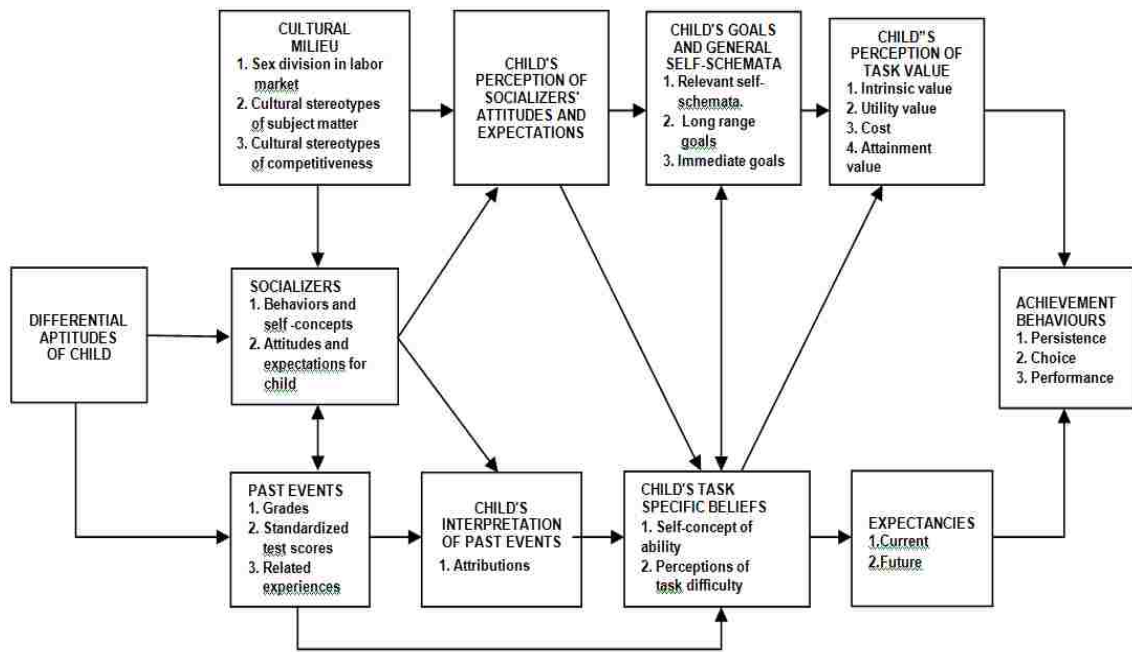 CULTURAL
MILIEU
1. Sex division in labor
market
2. Cultural stereotypes
of subject matter
3. Cultural stereotypes
of competitiveness
CHILD'S
PERCEPTION OF
SOCIALIZERS'
ATTITUDES AND
EXPECTATIONS
CHILD'S GOALS
AND GENERAL
SELF-SCHEMATA
1. Relevant self-
schemata.
2. Long range
goals
3. Immediate goals
CHILD"S
PERCEPTION OF
TASK VALUE
1. Intrinsic value
2. Utility value
3. Cost
4. Attainment
value
DIFFERENTIAL
APTITUDES
OF CHILD
SOCIALIZERS
1. Behaviors and
self -concepts
2. Attitudes and
expectations for
child
ACHIEVEMENT
BEHAVIOURS
1. Persistence
2. Choice
3. Performance
PAST EVENTS
1. Grades
2. Standardized
test scores
3. Related
experiences
CHILD'S
INTERPRETATION
OF PAST EVENTS
1. Attributions
CHILD'S TASK
SPECIFIC BELIEFS
1. Self-concept of
ability
2. Perceptions of
task difficulty
EXPECTANCIES
1.Current
2.Future